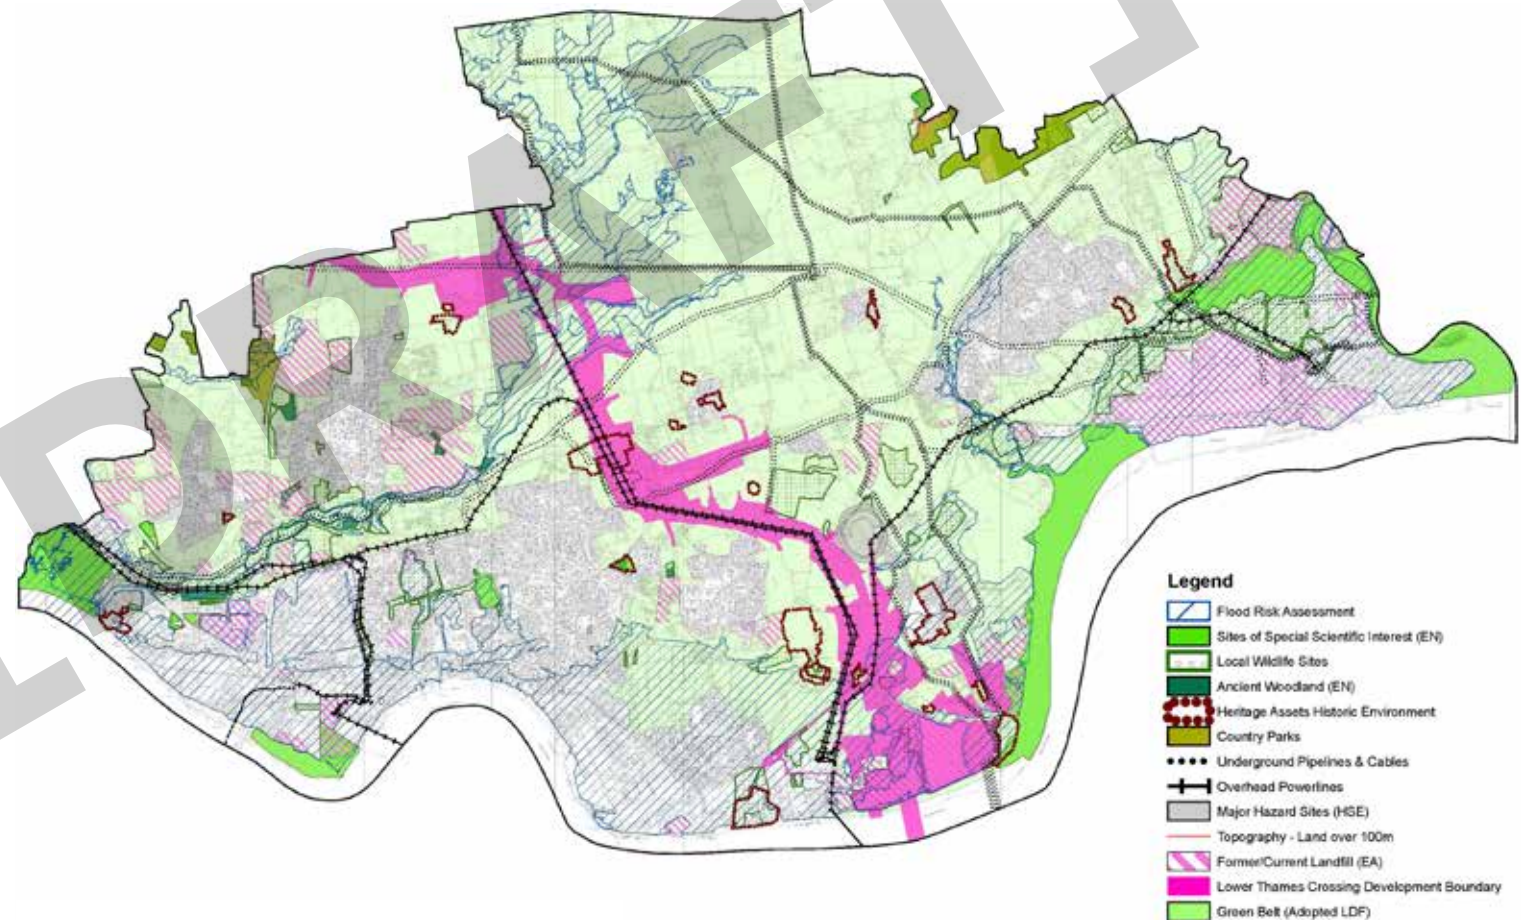 [DRAFT]
Legend
Flood Risk Assessment
Sites of Special Scientific Interest (EN)
Local Wildlife Sites
Ancient Woodland (EN)
Heritage Assets Historic Environment
Country Parks
Underground Pipelines & Cables
Overhead Powerlines
Major Hazard Sites (HSE)
Topography - Land over 100m
Former/Current Landfill (EA)
Lower Thames Crossing Development Boundary
Green Belt (Adopted LDF)